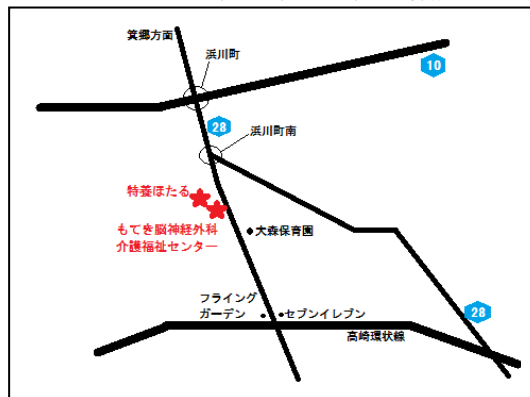 箕郷方面
浜川町
10
28
浜川町南
特養ほたる
もてき脳神経外科
介護福祉センター
大森保育園
フライング
ガーデン
セブンイレブン
28
高崎環状線